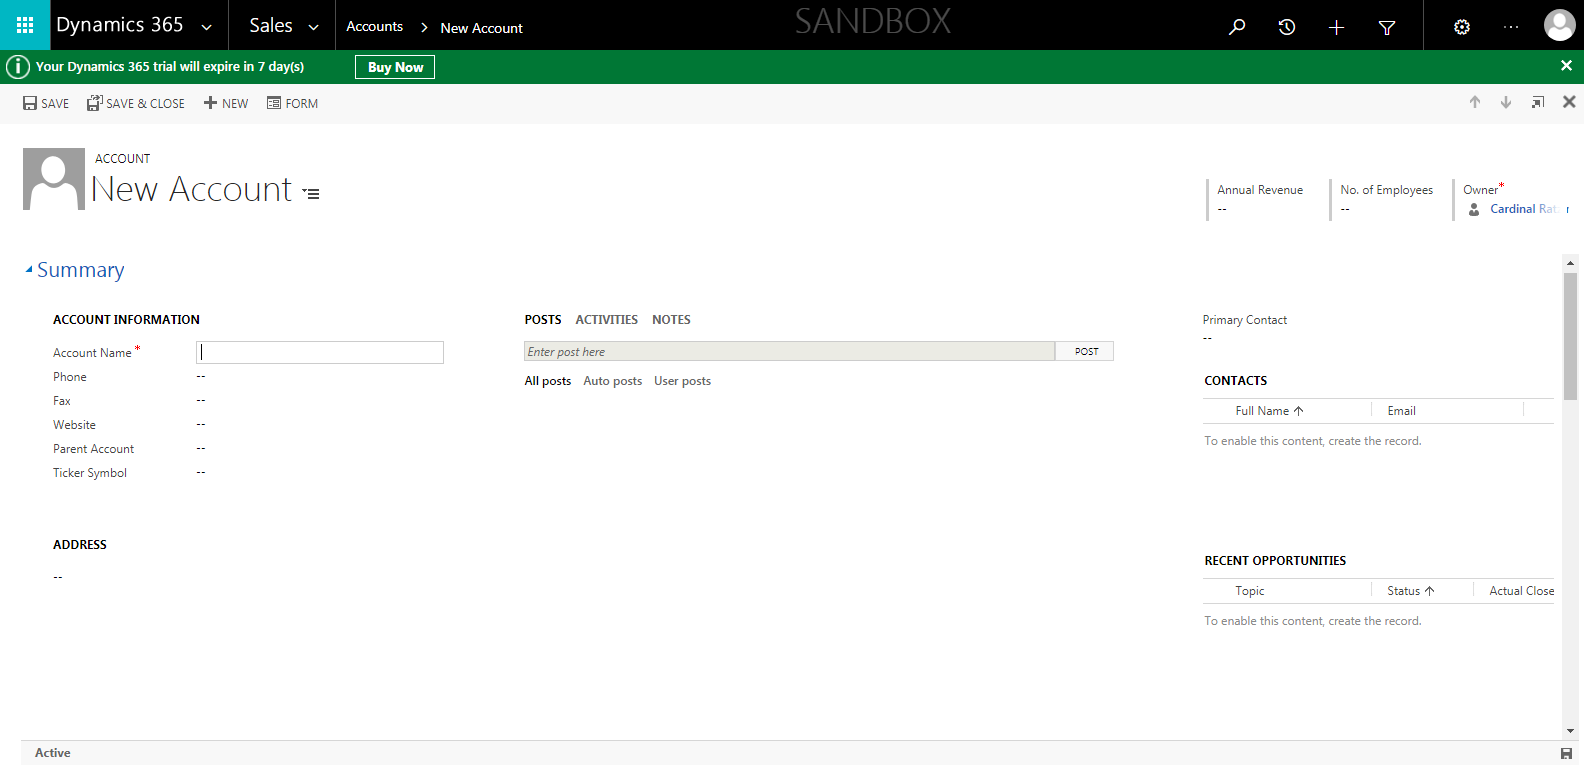 Dynamics 365 Sales Accounts > New Account SANDBOX ...
Your Dynamics 365 trial will expire in 7 day(s) Buy Now
SAVE SAVE & CLOSE NEW FORM
ACCOUNT
New Account
Annual Revenue No. of Employees Owner*
-- -- Cardinal
Summary
ACCOUNT INFORMATION
Account Name *
Phone --
Fax --
Website --
Parent Account --
Ticker Symbol --
ADDRESS
--
POSTS ACTIVITIES NOTES
Enter post here POST
All posts Auto posts User posts
Primary Contact
--
CONTACTS
Full Name Email
To enable this content, create the record.
RECENT OPPORTUNITIES
Topic Status Actual Close
To enable this content, create the record.
Active